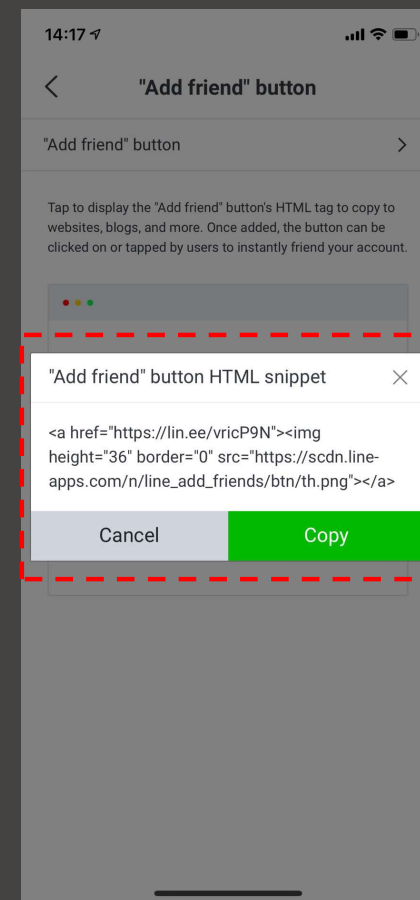 14:17
"Add friend" button
"Add friend" button
Tap to display the "Add friend" button's HTML tag to copy to
websites, blogs, and more. Once added, the button can be
clicked on or tapped by users to instantly friend your account.
"Add friend" button HTML snippet
<a href="https://lin.ee/vricP9N"><img
height="36" border="0" src="https://scdn.line-
apps.com/n/line_add_friends/btn/th.png"></a>
Cancel
Copy